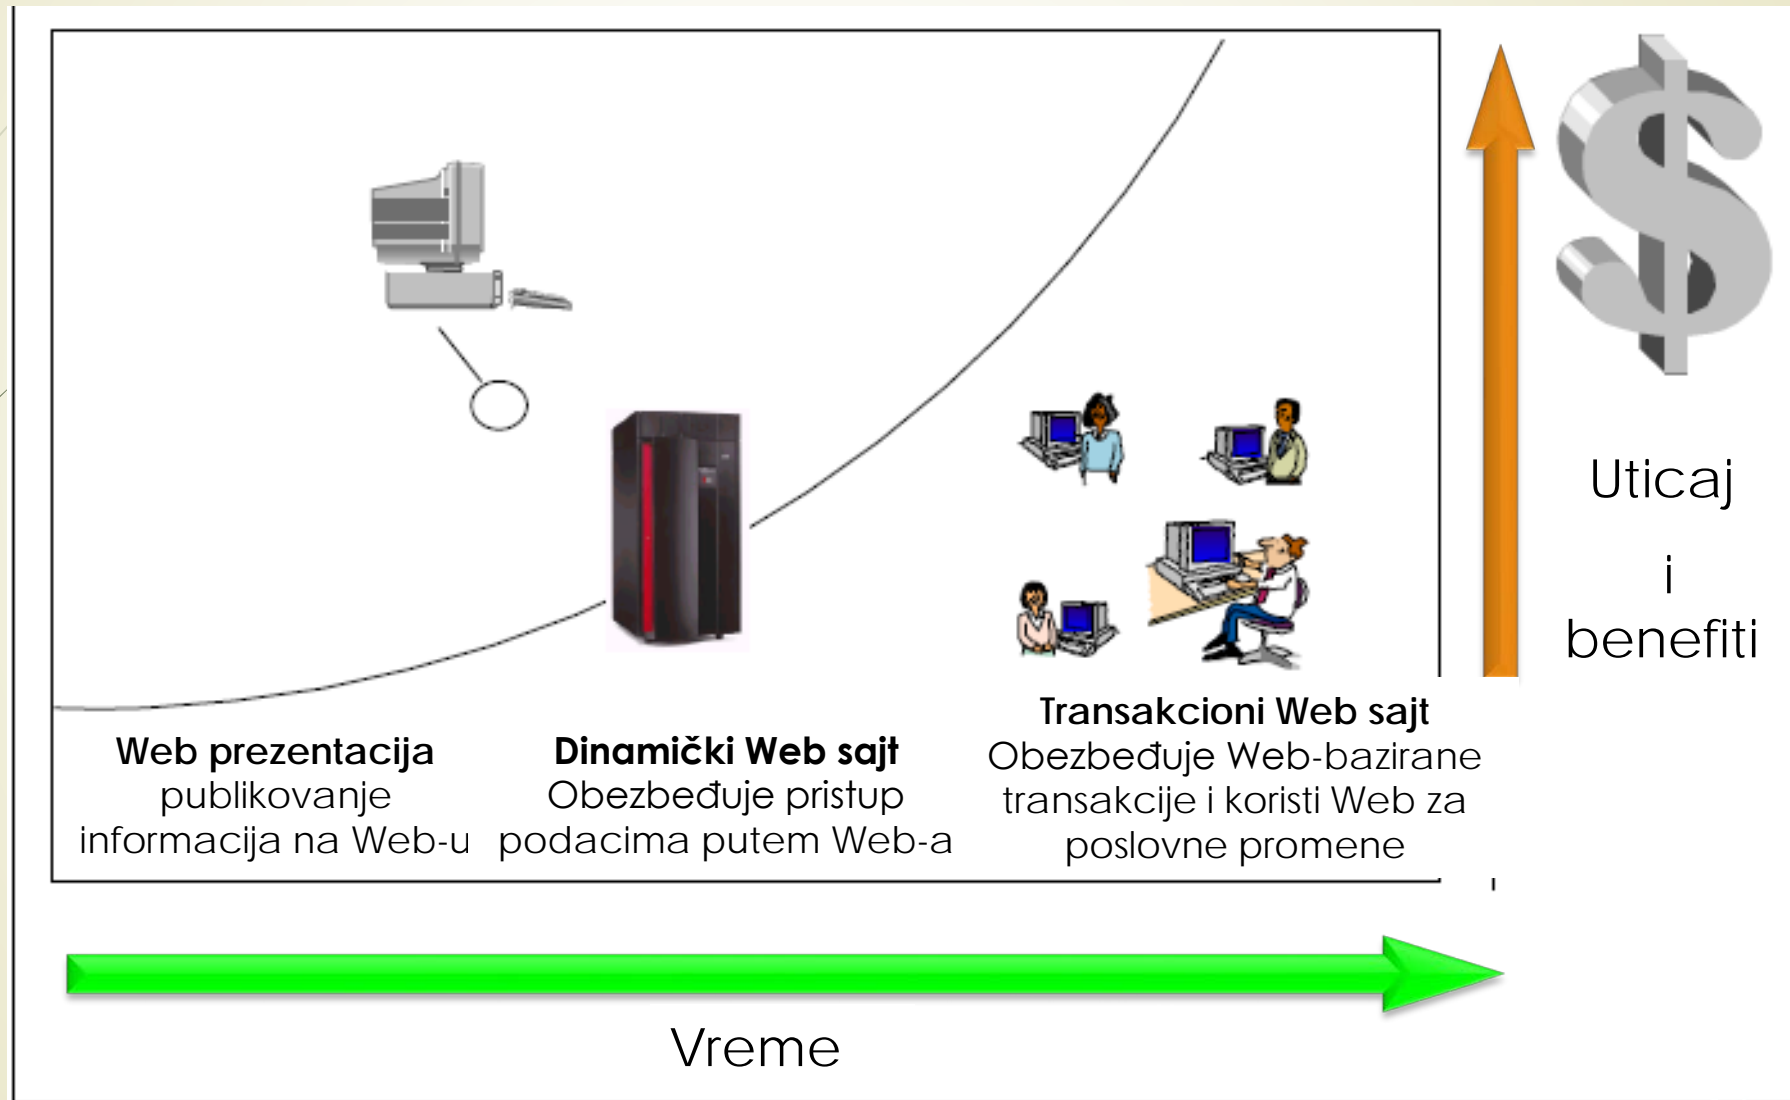 Web prezentacija
publikovanje
informacija na Web-u
Dinamički Web sajt
Obezbeđuje pristup
podacima putem Web-a
Transakcioni Web sajt
Obezbeđuje Web-bazirane
transakcije i koristi Web za
poslovne promene
Uticaj
i
benefiti
Vreme